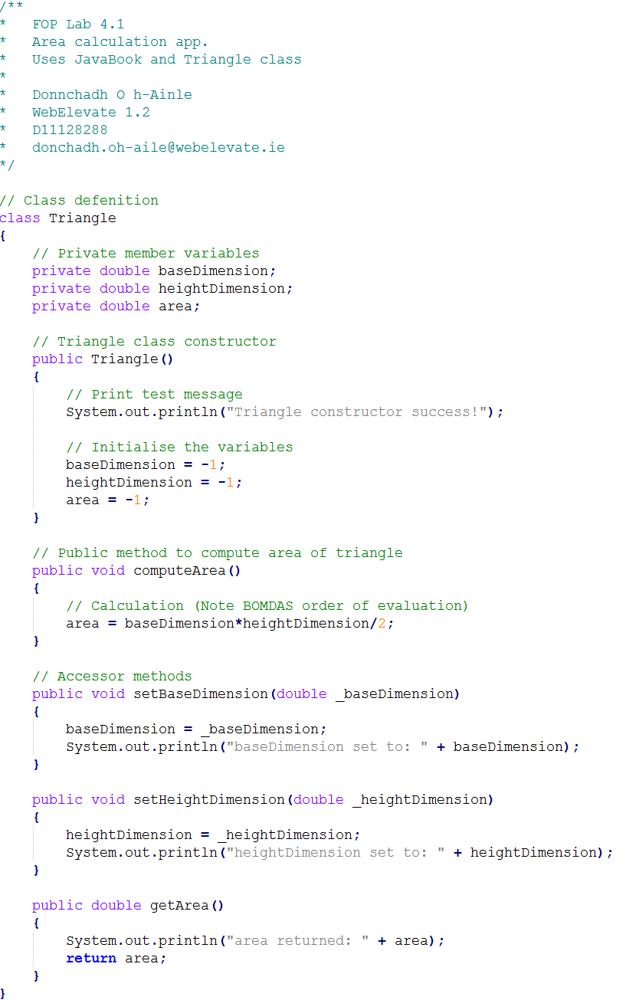 /**
*   FOP Lab 4.1
*   Area calculation app.
*   Uses JavaBook and Triangle class
*
*   Donnchadh O h-Ainle
*   WebElevate 1.2
*   D11128288
*   donchadh.oh-aile@webelevate.ie
*/

// Class defenition
class Triangle
{
    // Private member variables
    private double baseDimension;
    private double heightDimension;
    private double area;

    // Triangle class constructor
    public Triangle()
    {
        // Print test message
        System.out.println("Triangle constructor success!");

        // Initialise the variables
        baseDimension = -1;
        heightDimension = -1;
        area = -1;
    }

    // Public method to compute area of triangle
    public void computeArea()
    {
        // Calculation (Note BOMDAS order of evaluation)
        area = baseDimension*heightDimension/2;
    }

    // Accessor methods
    public void setBaseDimension(double _baseDimension)
    {
        baseDimension = _baseDimension;
        System.out.println("baseDimension set to: " + baseDimension);
    }

    public void setHeightDimension(double _heightDimension)
    {
        heightDimension = _heightDimension;
        System.out.println("heightDimension set to: " + heightDimension);
    }

    public double getArea()
    {
        System.out.println("area returned: " + area);
        return area;
    }
}